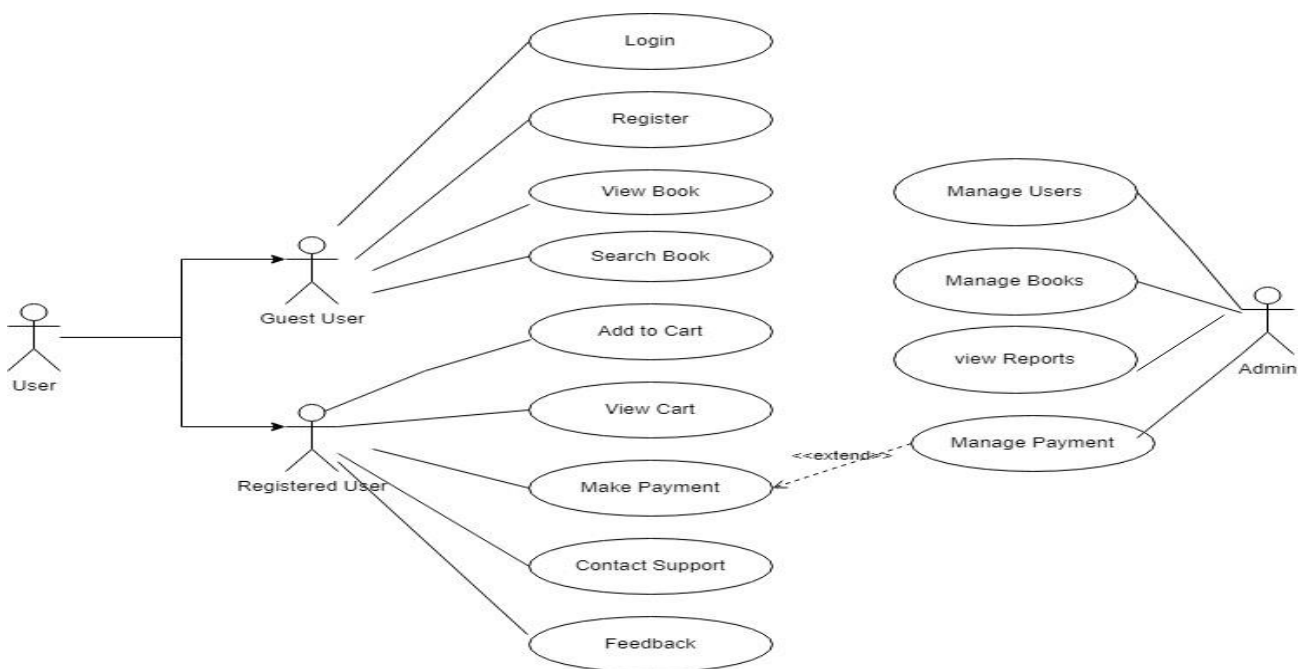 Login
Register
View Book
Search Book
Add to Cart
View Cart
Make Payment
Contact Support
Feedback
Guest User
User
Registered User
Manage Users
Manage Books
view Reports
Manage Payment
Admin
<<extend>>